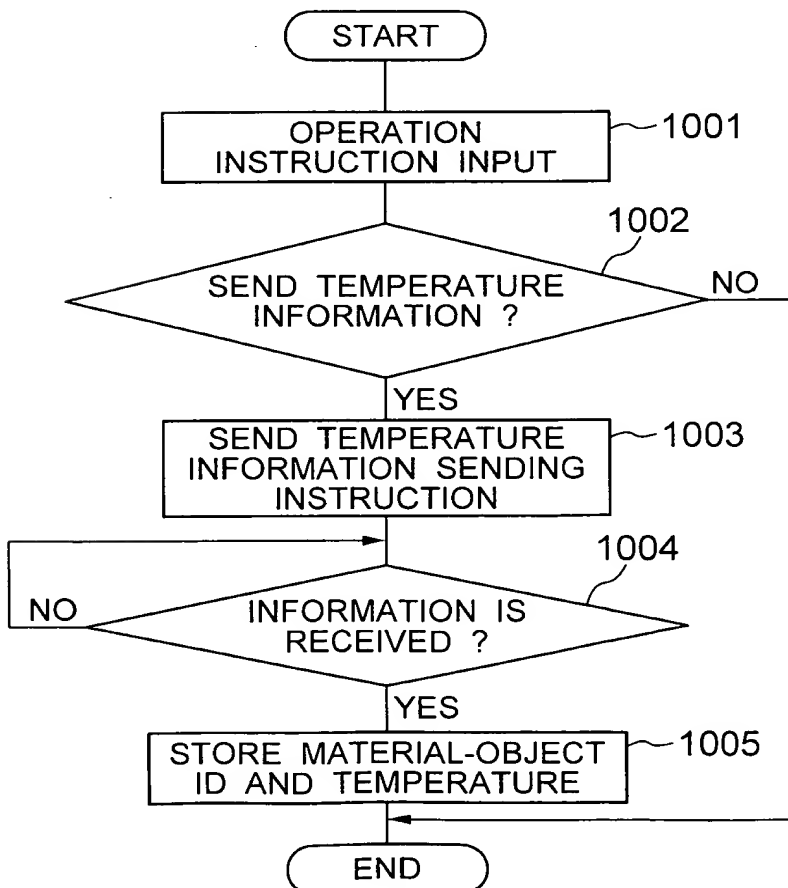 START
OPERATION
INSTRUCTION INPUT
1001
1002
SEND TEMPERATURE
INFORMATION ?
NO
YES
SEND TEMPERATURE
INFORMATION SENDING
INSTRUCTION
1003
1004
INFORMATION IS
RECEIVED ?
NO
YES
STORE MATERIAL-OBJECT
ID AND TEMPERATURE
1005
END